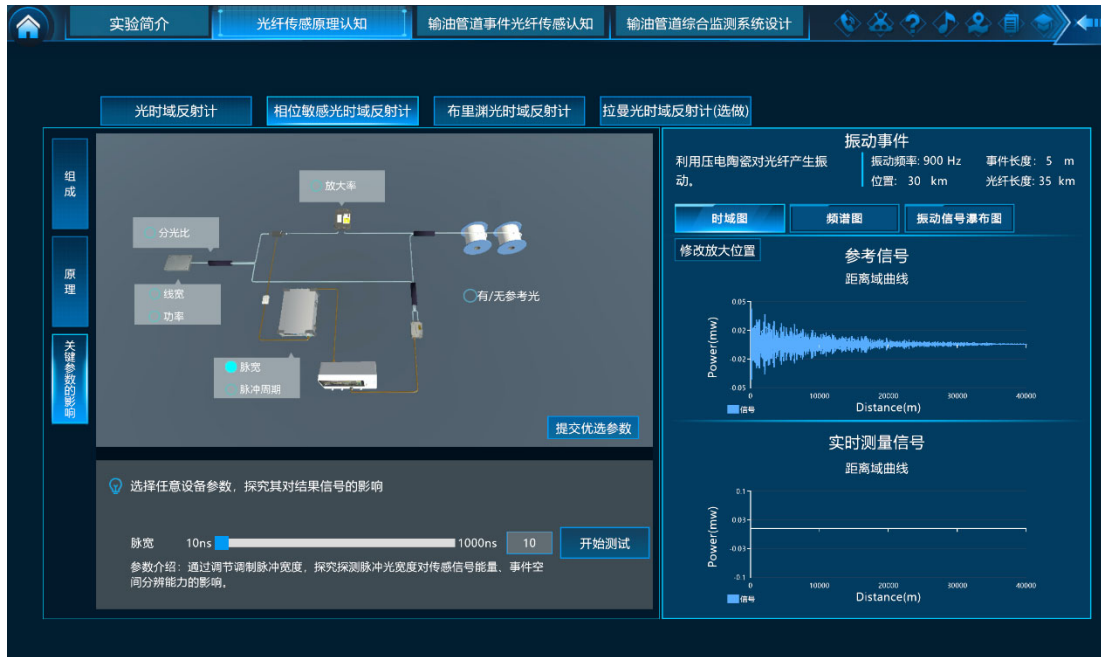 实验简介
光纤传感原理认知
输油管道事件光纤传感认知
输油管道综合监测系统设计
光时域反射计
相位敏感光时域反射计
布里渊光时域反射计
拉曼光时域反射计(选做)
组成
原理
关键参数的影响
放大率
分光比
线宽
功率
有/无参考光
脉宽
脉冲周期
提交优选参数
选择任意设备参数，探究其对结果信号的影响
脉宽 10ns 1000ns 10 开始测试
参数介绍：通过调节调制脉冲宽度，探究探测脉冲光宽度对传感信号能量、事件空
间分辨能力的影响。
振动事件
利用压电陶瓷对光纤产生振
动。
振动频率: 900 Hz 事件长度: 5 m
位置: 30 km 光纤长度: 35 km
时域图 频谱图 振动信号瀑布图
修改放大位置
参考信号
距离域曲线
Power(mw)
0.05
0.02
-0.02
-0.05
0 10000 20000 30000 40000
信号 Distance(m)
实时测量信号
距离域曲线
Power(mw)
0.1
0.03
-0.03
-0.1
0 10000 20000 30000 40000
信号 Distance(m)